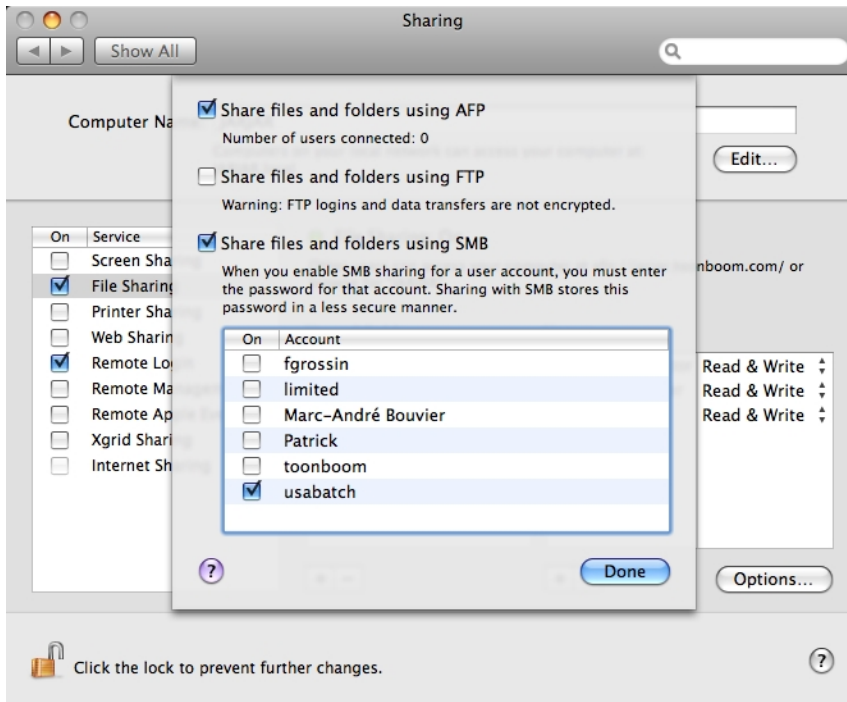 Sharing
Show All
Computer Na
Share files and folders using AFP
Number of users connected: 0
Edit...
Share files and folders using FTP
Warning: FTP logins and data transfers are not encrypted.
On Service
Share files and folders using SMB
Screen Sha
When you enable SMB sharing for a user account, you must enter
nboom.com/ or
File Sharing
the password for that account. Sharing with SMB stores this
Printer Sha
password in a less secure manner.
Web Sharin
On Account
Remote Lo
fgrossin
Read & Write
Remote Ma
limited
Read & Write
Remote Ap
Marc-André Bouvier
Read & Write
Xgrid Shari
Patrick
Internet Sh
toonboom
usabatch
?
Done
Options...
Click the lock to prevent further changes.
?